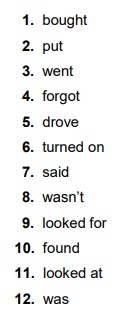 1. bought
2. put
3. went
4. forgot
5. drove
6. turned on
7. said
8. wasn't
9. looked for
10. found
11. looked at
12. was